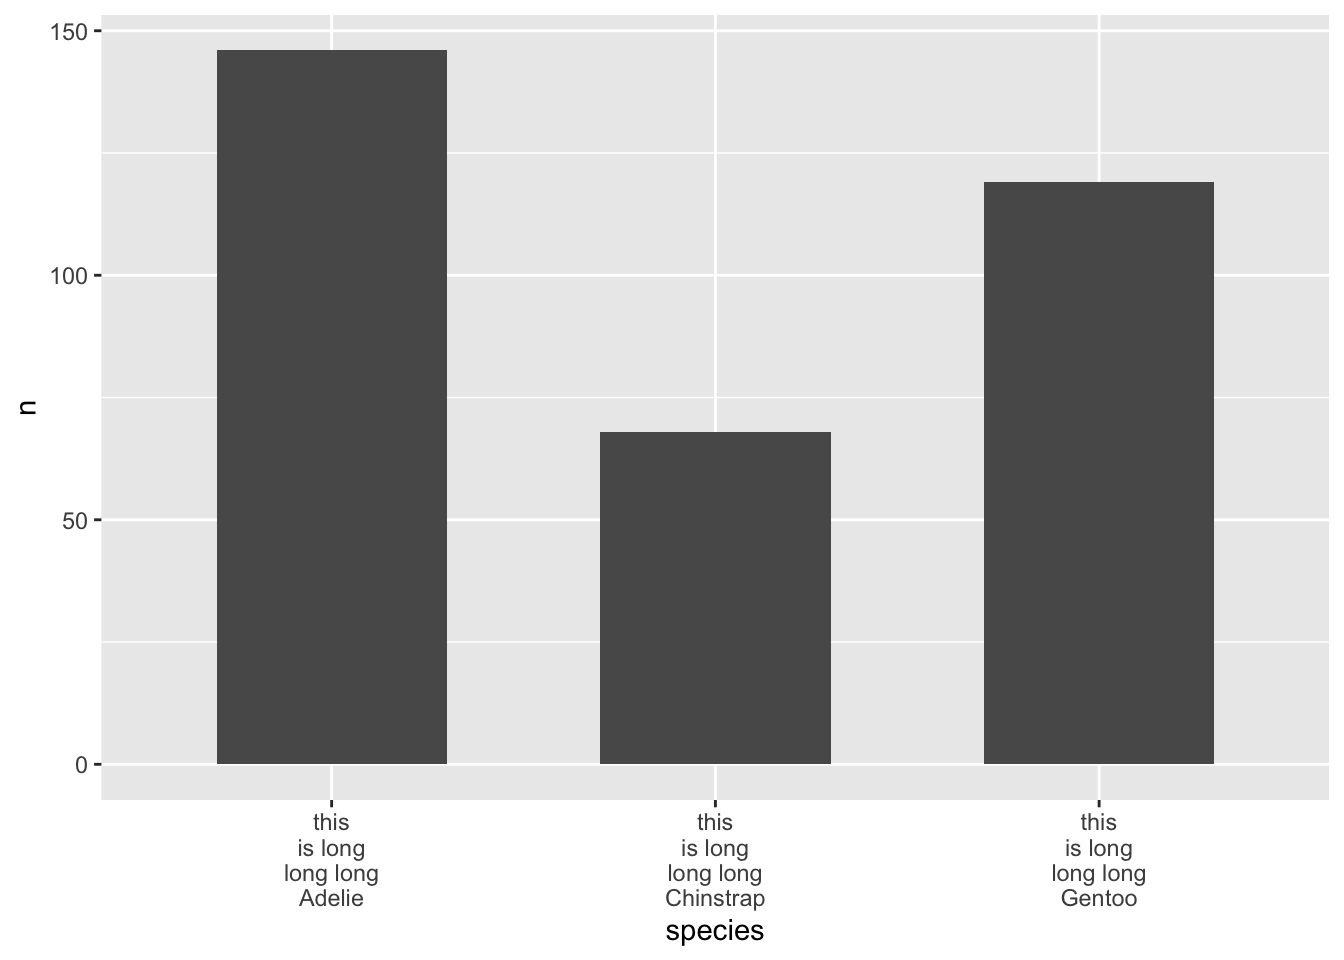 150
100
50
0
n
this
is long
long long
Adelie
this
is long
long long
Chinstrap
this
is long
long long
Gentoo
species